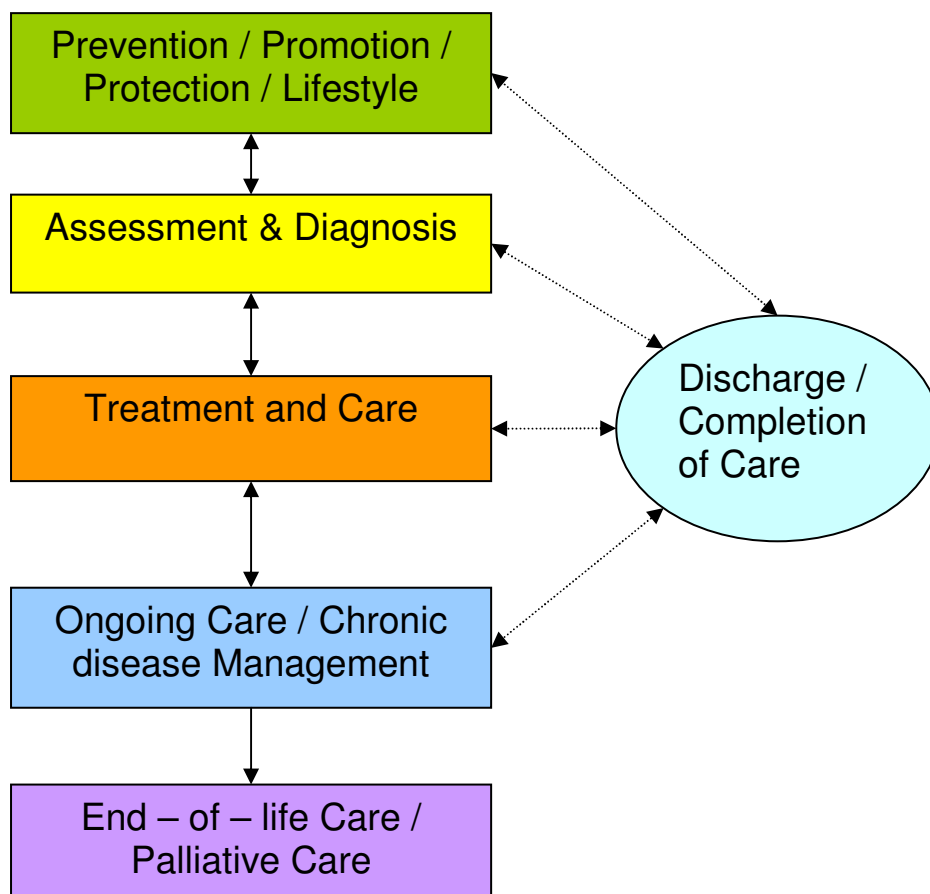 Prevention / Promotion /
Protection / Lifestyle
Assessment & Diagnosis
Treatment and Care
Discharge /
Completion
of Care
Ongoing Care / Chronic
disease Management
End – of – life Care /
Palliative Care